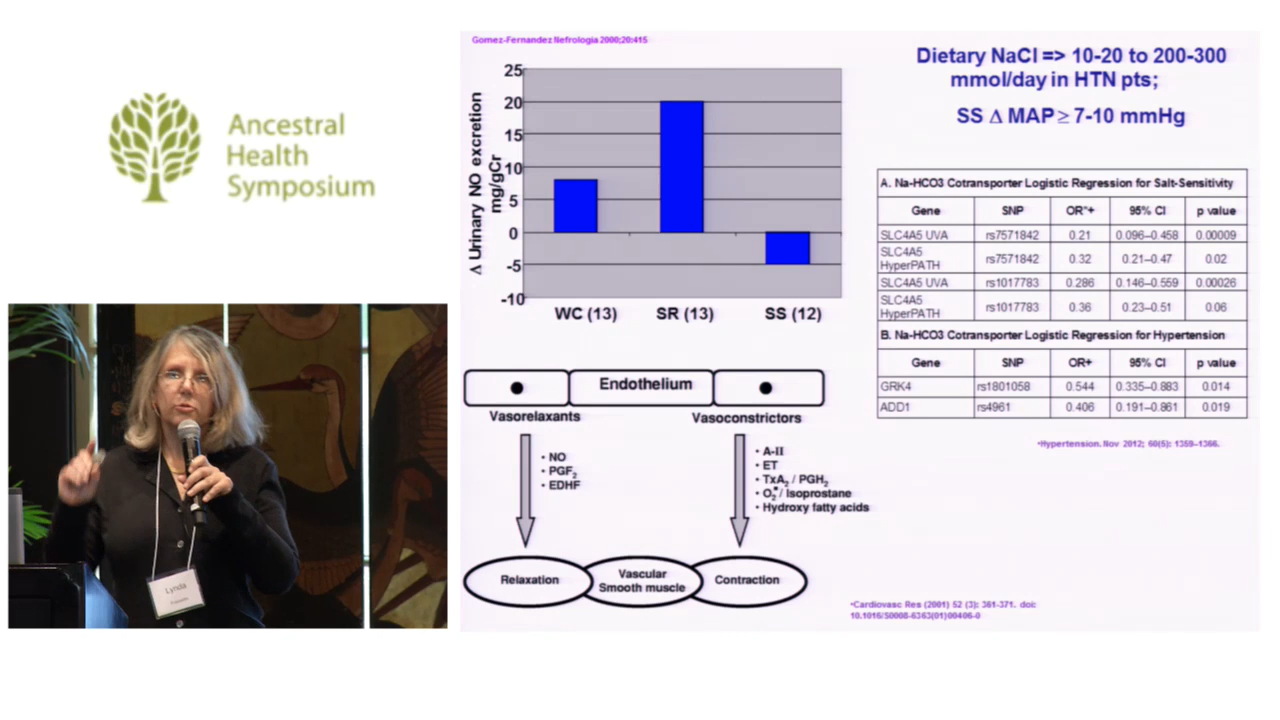 Ancestral
Health
Symposium
Lynda
Gomez-Fernandez Nefrologia 2000;20:415
Δ Urinary NO excretion
mg/gCr
25
20
15
10
5
0
-5
-10
WC (13)
SR (13)
SS (12)
Dietary NaCl => 10-20 to 200-300
mmol/day in HTN pts;
SS Δ MAP ≥ 7-10 mmHg
A. Na-HCO3 Cotransporter Logistic Regression for Salt-Sensitivity
Gene SNP OR*+ 95% CI p value
SLC4A5 UVA rs7571842 0.21 0.096–0.458 0.00009
SLC4A5
HyperPATH rs7571842 0.32 0.21–0.47 0.02
SLC4A5 UVA rs1017783 0.286 0.146–0.559 0.00026
SLC4A5
HyperPATH rs1017783 0.36 0.23–0.51 0.06
B. Na-HCO3 Cotransporter Logistic Regression for Hypertension
Gene SNP OR+ 95% CI p value
GRK4 rs1801058 0.544 0.335–0.883 0.014
ADD1 rs4961 0.406 0.191–0.861 0.019
*Hypertension. Nov 2012; 60(5): 1359–1366.
Endothelium
Vasorelaxants
Vasoconstrictors
• NO
• PGF2
• EDHF
• A-II
• ET
• TxA2 / PGH2
• O2•/ Isoprostane
• Hydroxy fatty acids
Relaxation
Vascular
Smooth muscle
Contraction
*Cardiovasc Res (2001) 52 (3): 361-371. doi:
10.1016/S0008-6363(01)00406-0